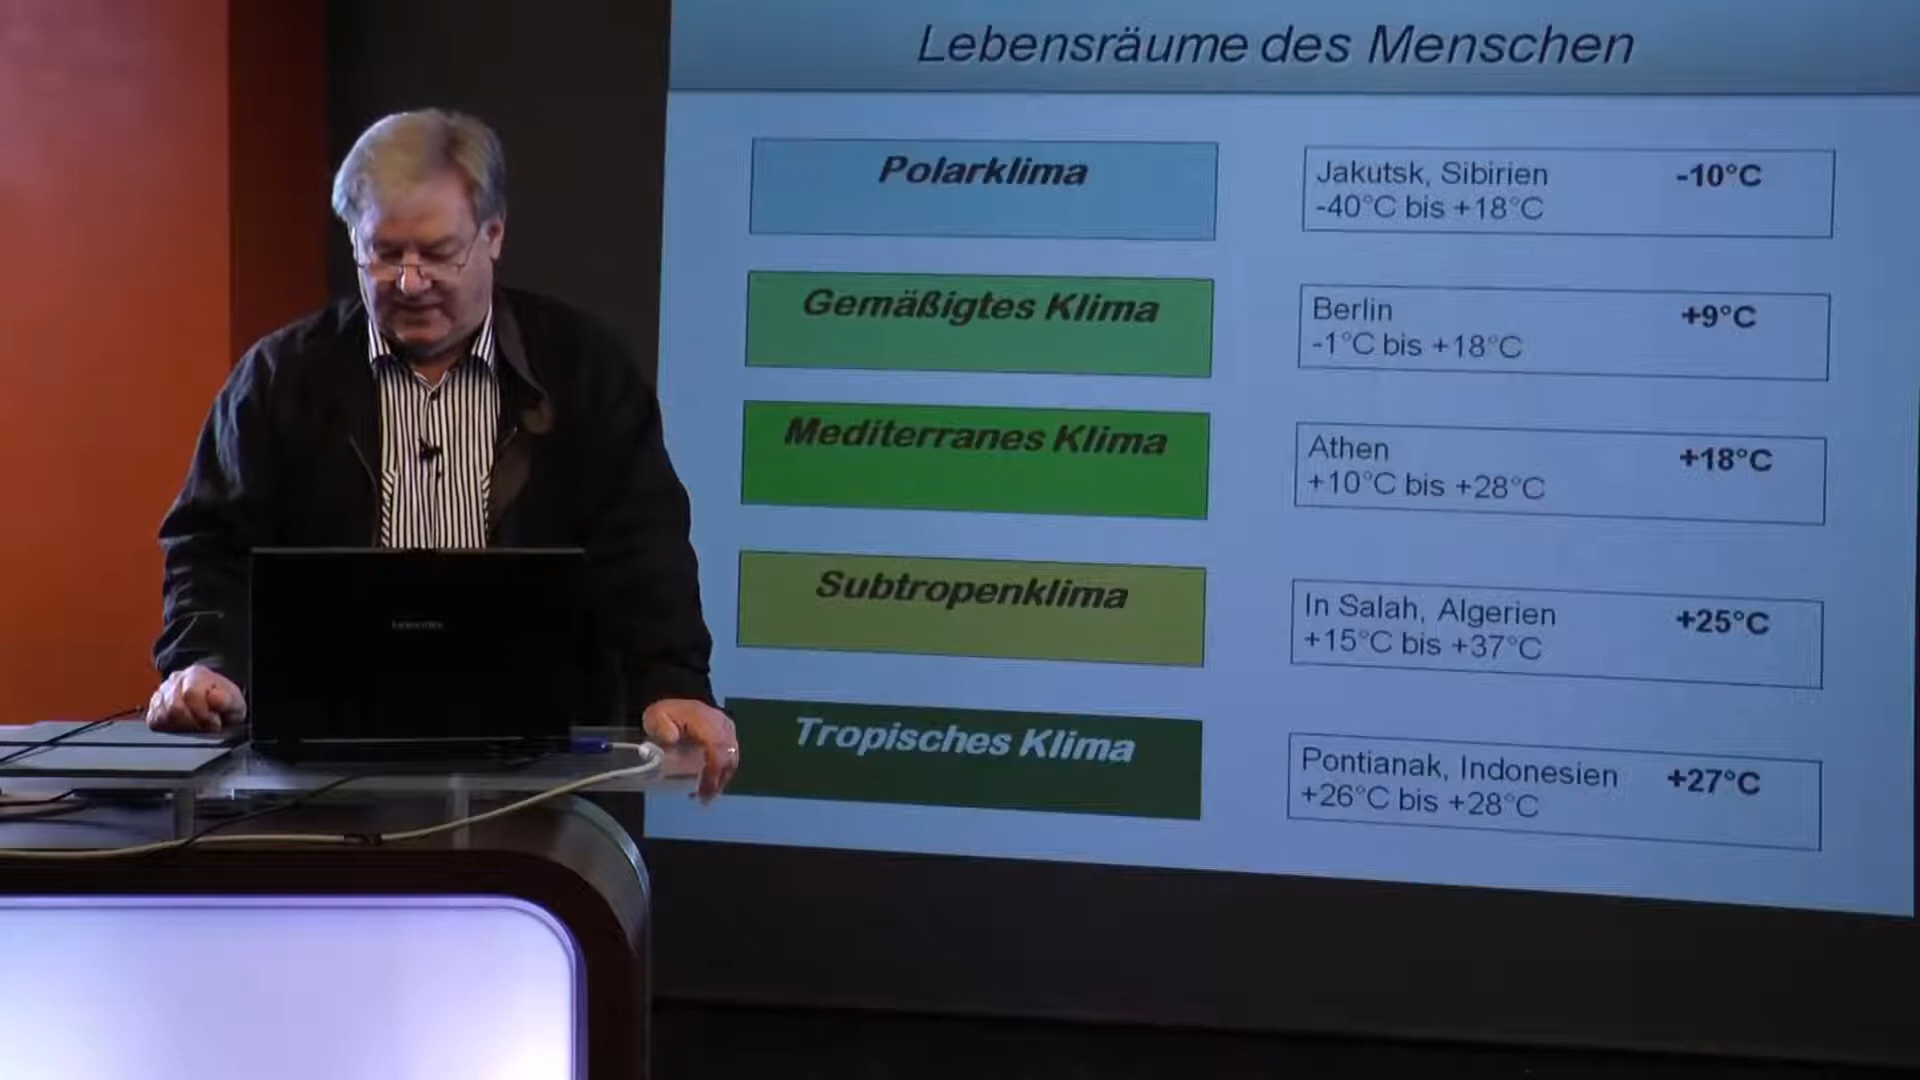 Lebensräume des Menschen
Polarklima
Jakutsk, Sibirien -10°C
-40°C bis +18°C
Gemäßigtes Klima
Berlin +9°C
-1°C bis +18°C
Mediterranes Klima
Athen +18°C
+10°C bis +28°C
Subtropenklima
In Salah, Algerien +25°C
+15°C bis +37°C
Tropisches Klima
Pontianak, Indonesien +27°C
+26°C bis +28°C